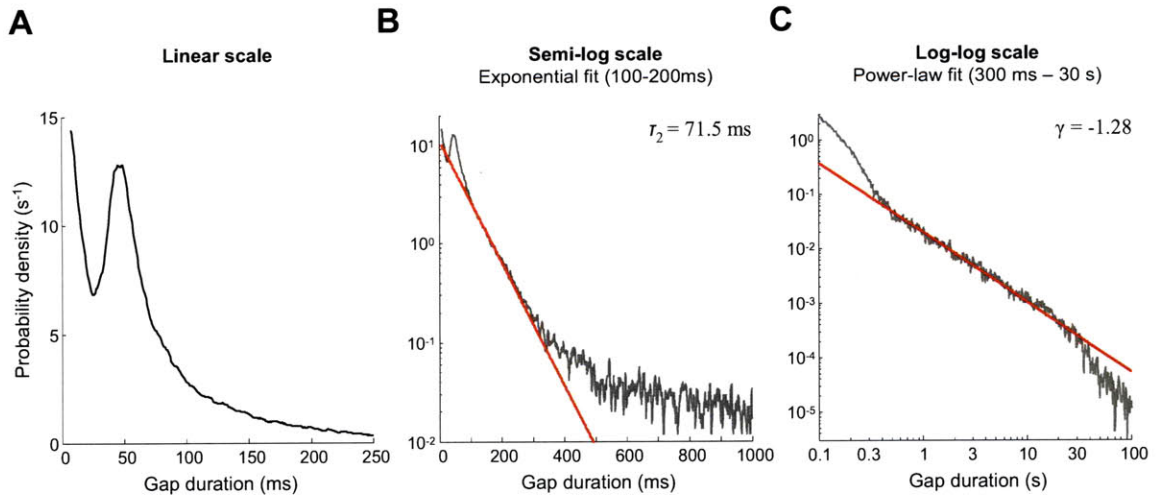 A
Linear scale
Probability density (s⁻¹)
15
10
5
0
0 50 100 150 200 250
Gap duration (ms)
B
Semi-log scale
Exponential fit (100-200ms)
τ₂ = 71.5 ms
10¹
10⁰
10⁻¹
10⁻²
0 200 400 600 800 1000
Gap duration (ms)
C
Log-log scale
Power-law fit (300 ms – 30 s)
γ = -1.28
10⁰
10⁻¹
10⁻²
10⁻³
10⁻⁴
10⁻⁵
0.1 0.3 1 3 10 30 100
Gap duration (s)